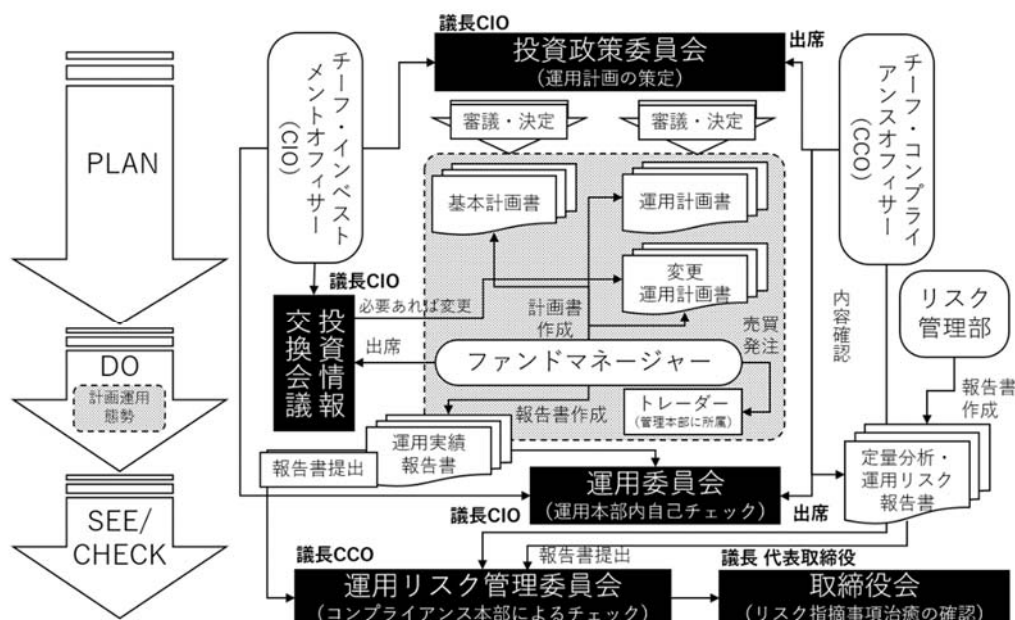 PLAN
DO
計画運用
態勢
SEE/
CHECK
チーフ・インベスト
メントオフィサー
(CIO)
議長CIO
投資政策委員会
(運用計画の策定)
出席
チーフ・コンプライ
アンスオフィサー
(CCO)
審議・決定
審議・決定
基本計画書
運用計画書
変更
運用計画書
議長CIO
投資情報
交換会議
必要あれば変更
出席
計画書
作成
売買
発注
ファンドマネージャー
トレーダー
(管理本部に所属)
報告書作成
運用実績
報告書
報告書提出
内容確認
リスク
管理部
報告書
作成
定量分析・
運用リスク
報告書
運用委員会
(運用本部内自己チェック)
議長CIO
出席
報告書提出
議長CCO
運用リスク管理委員会
(コンプライアンス本部によるチェック)
議長 代表取締役
取締役会
(リスク指摘事項治癒の確認)